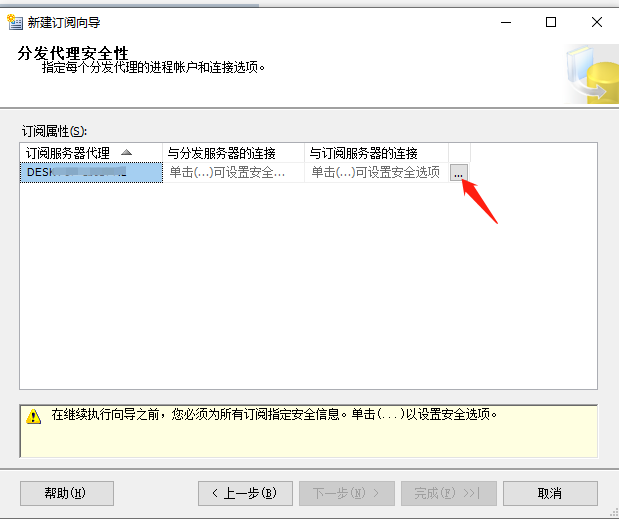 新建订阅向导
分发代理安全性
指定每个分发代理的进程帐户和连接选项。
订阅属性(S):
订阅服务器代理 与分发服务器的连接 与订阅服务器的连接
单击(...)可设置安全... 单击(...)可设置安全选项 ...
在继续执行向导之前，您必须为所有订阅指定安全信息。单击(...)以设置安全选项。
帮助(H) < 上一步(B) 下一步(N) > 完成(F) >>| 取消